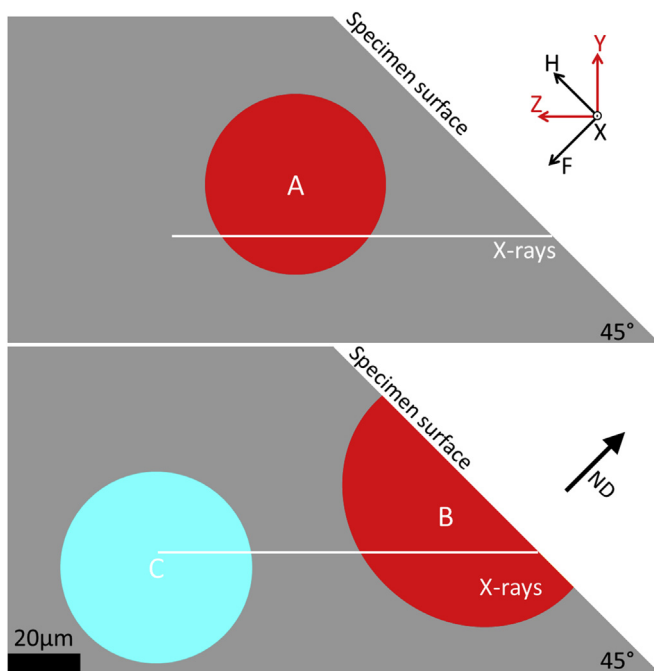 Specimen surface
Y
H
Z
X
F
A
X-rays
45°
Specimen surface
ND
B
C
X-rays
20μm
45°